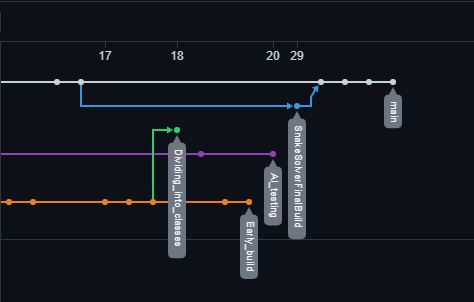 17
18
20
29
main
SnakeSolverFinalBuild
Dividing_into_classes
AI_testing
Early_build